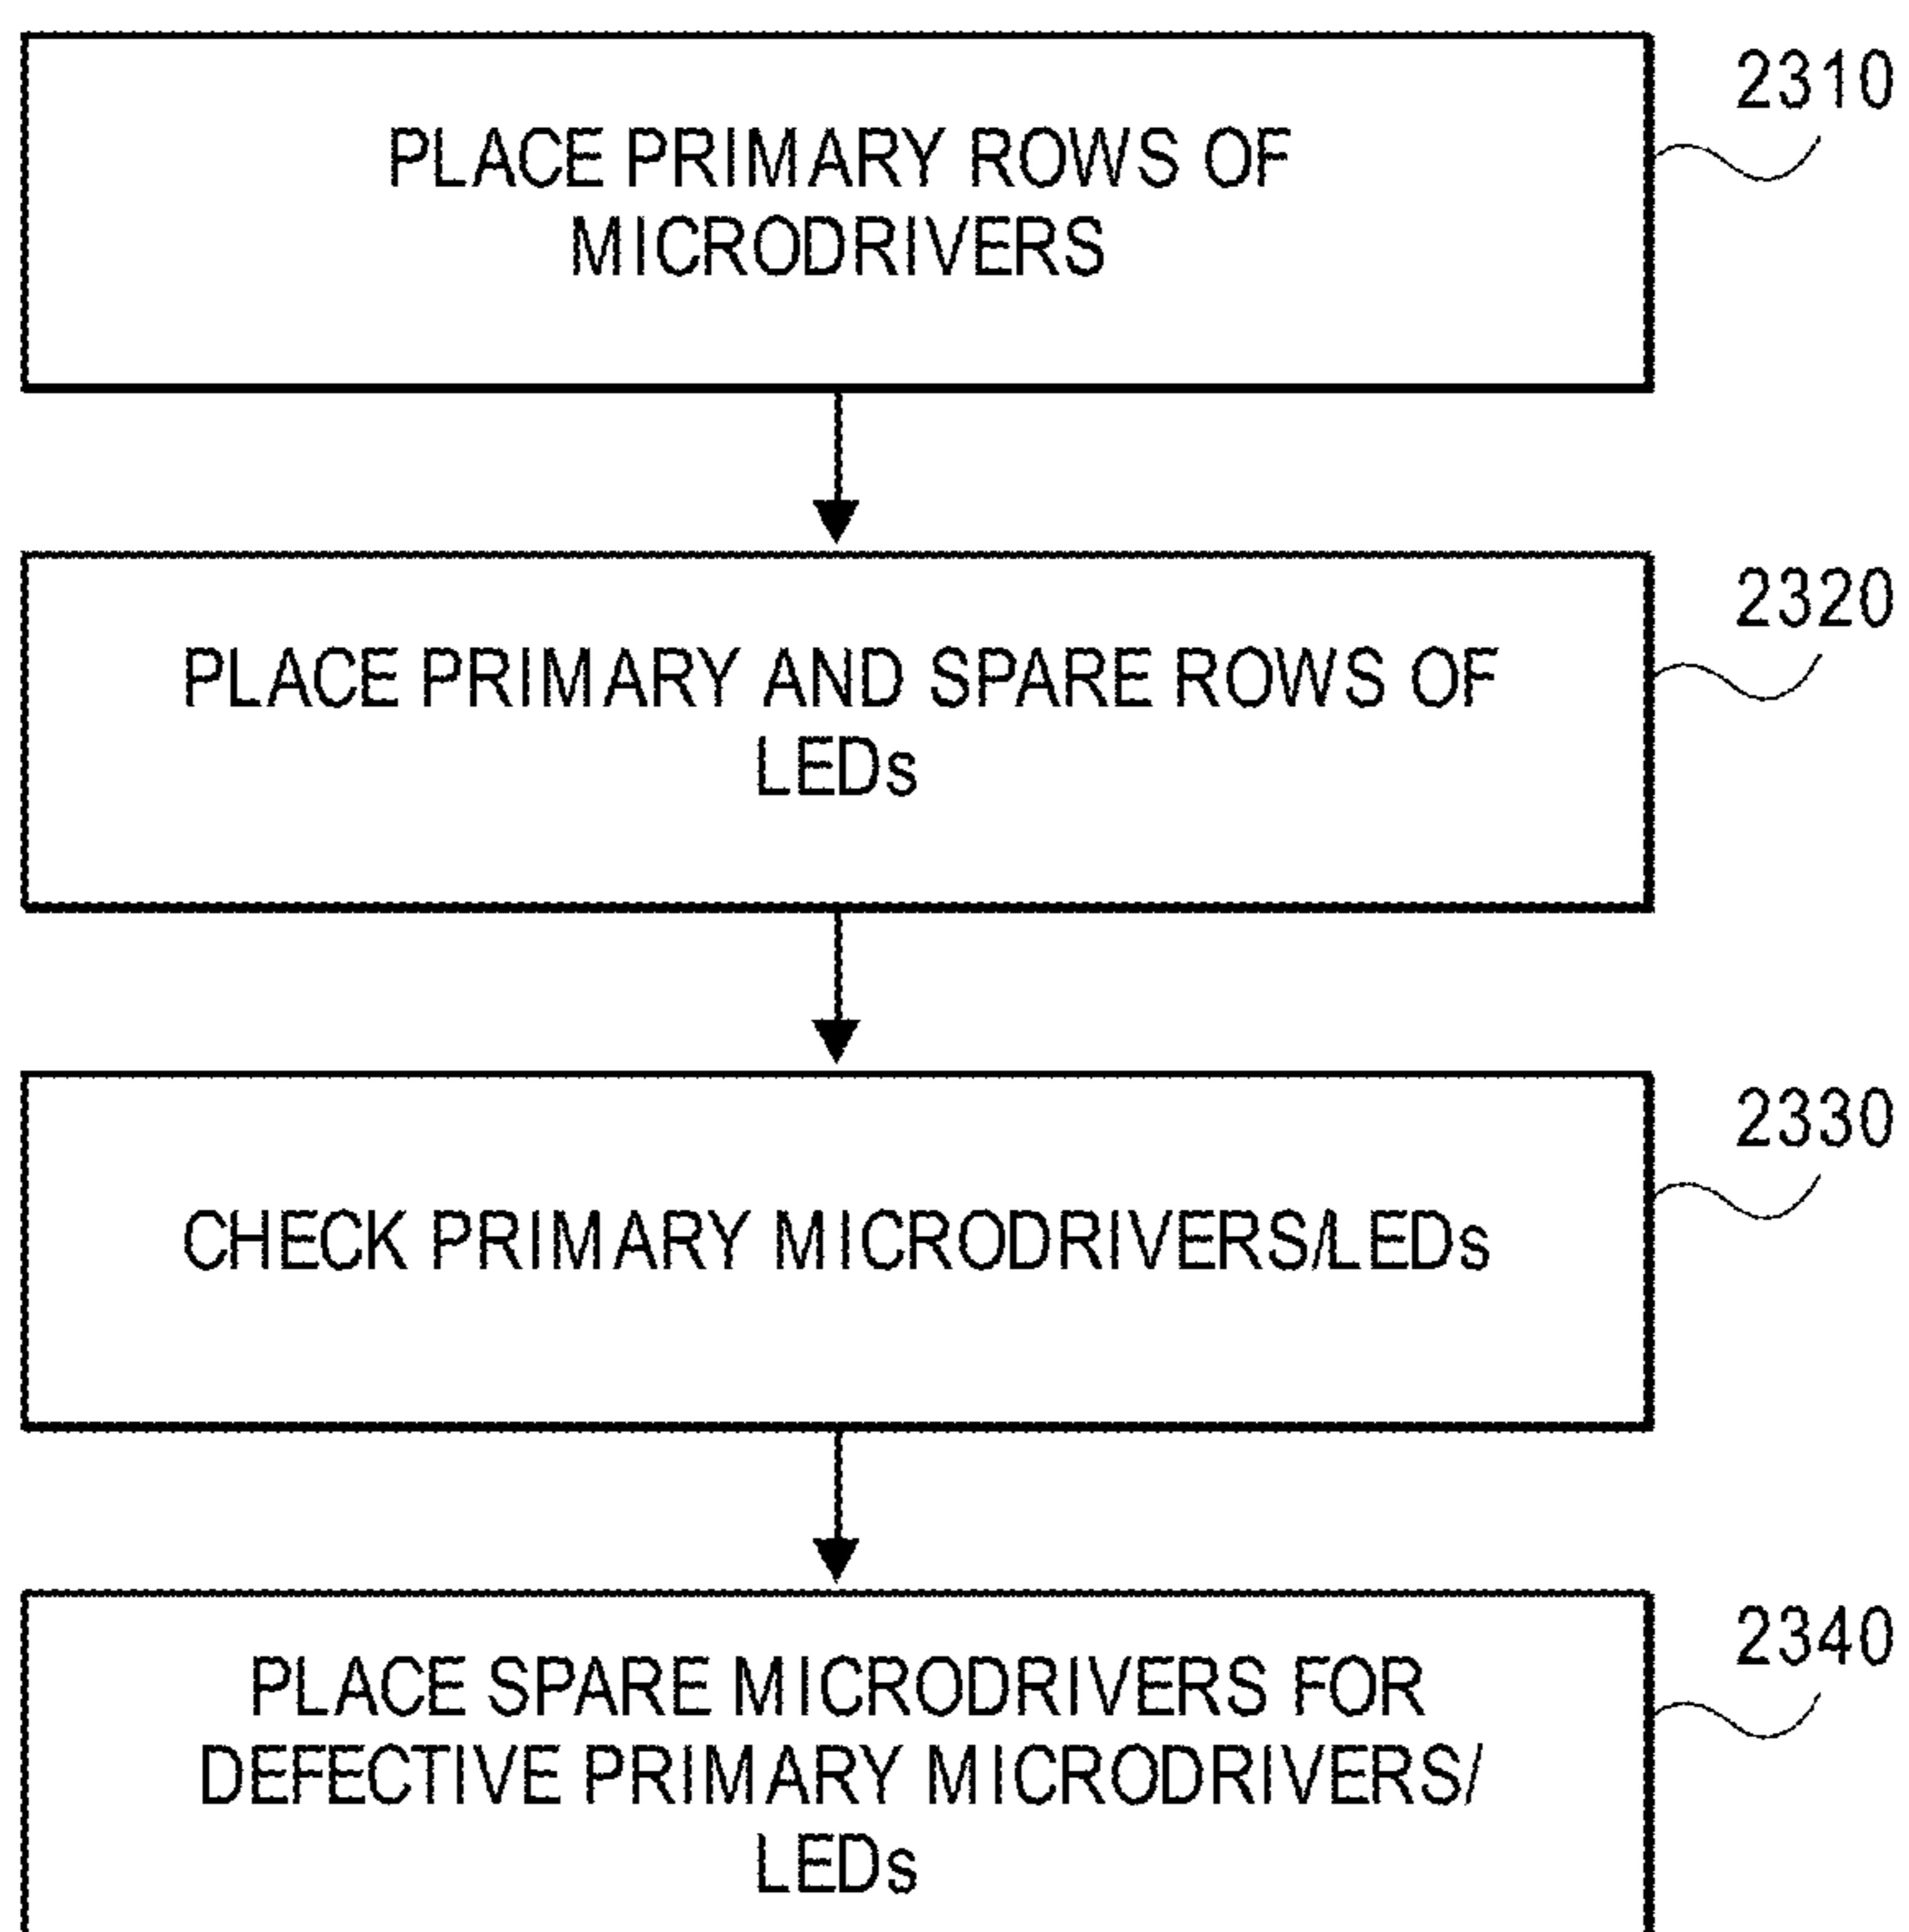 2310
PLACE PRIMARY ROWS OF
MICRODRIVERS
2320
PLACE PRIMARY AND SPARE ROWS OF
LEDs
2330
CHECK PRIMARY MICRODRIVERS/LEDs
2340
PLACE SPARE MICRODRIVERS FOR
DEFECTIVE PRIMARY MICRODRIVERS/
LEDs